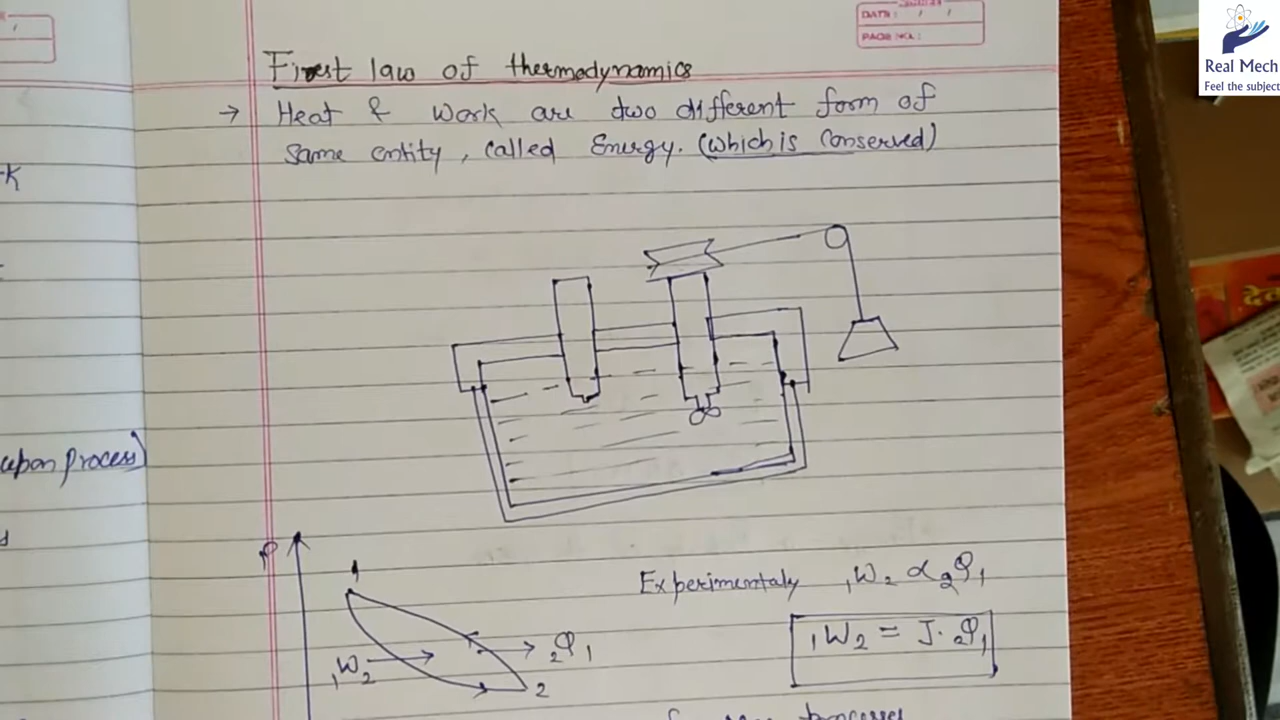 DATE: / /
PAGE NO.:
Real Mech
Feel the subject
First law of thermodynamics
→ Heat & Work are two different form of
same entity, called Energy. (which is conserved)
-K
upon process)
P
1
₁W₂
₂Q₁
2
Experimentaly ₁W₂ α ₂Q₁
₁W₂ = J. ₂Q₁